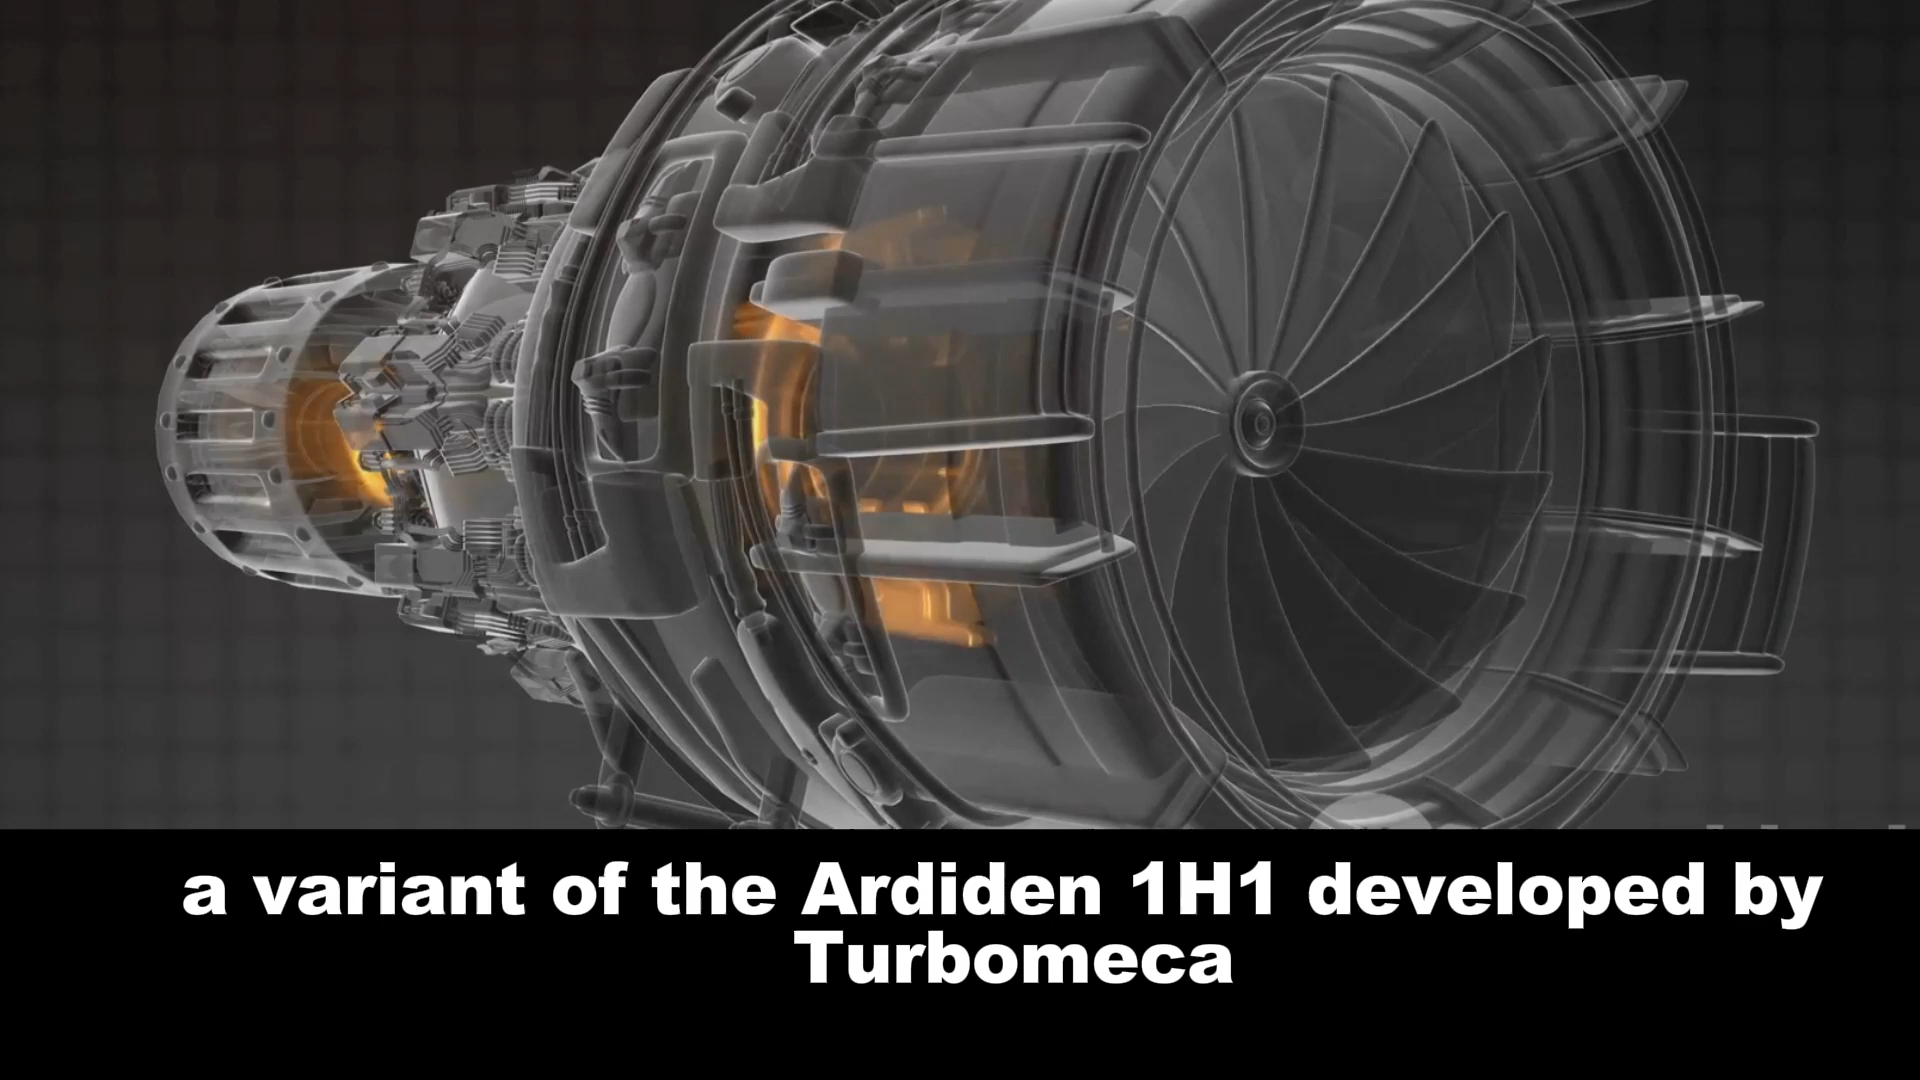 a variant of the Ardiden 1H1 developed by
Turbomeca